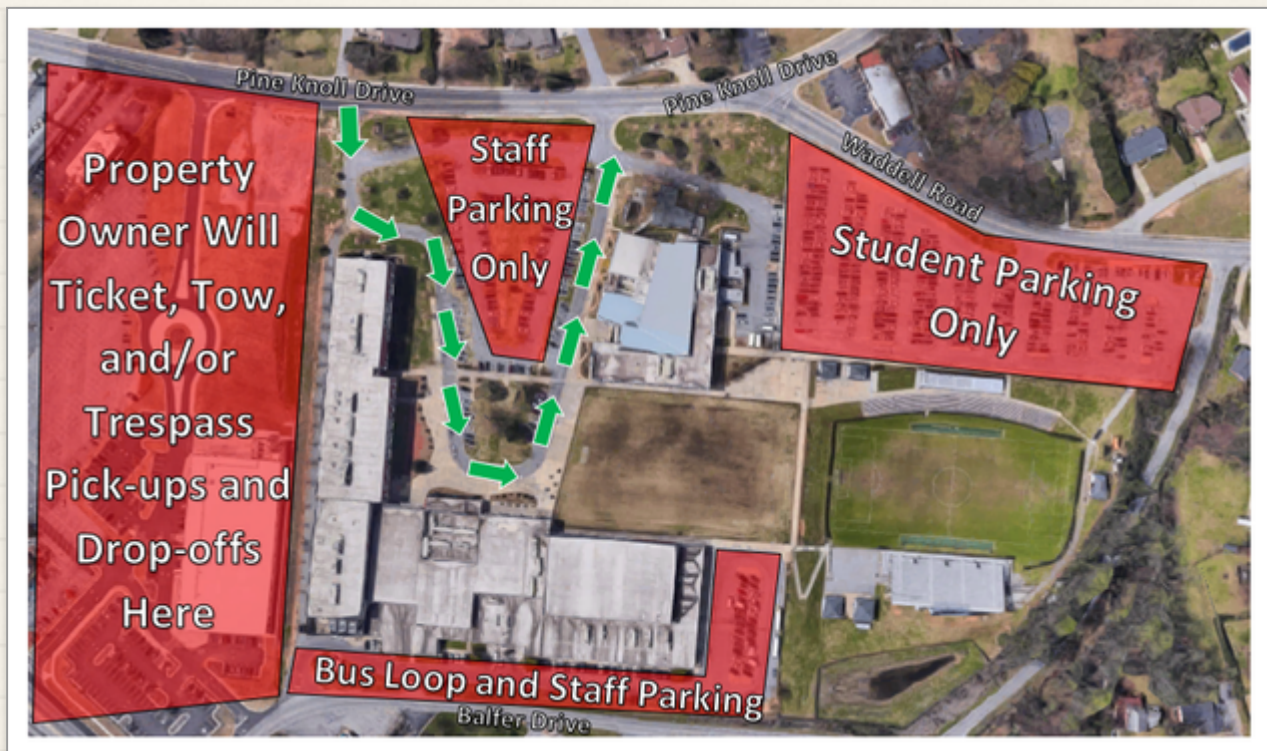 Pine Knoll Drive
Pine Knoll Drive
Waddell Road
Property
Owner Will
Ticket, Tow,
and/or
Trespass
Pick-ups and
Drop-offs
Here
Staff
Parking
Only
Student Parking
Only
Bus Loop and Staff Parking
Balfer Drive